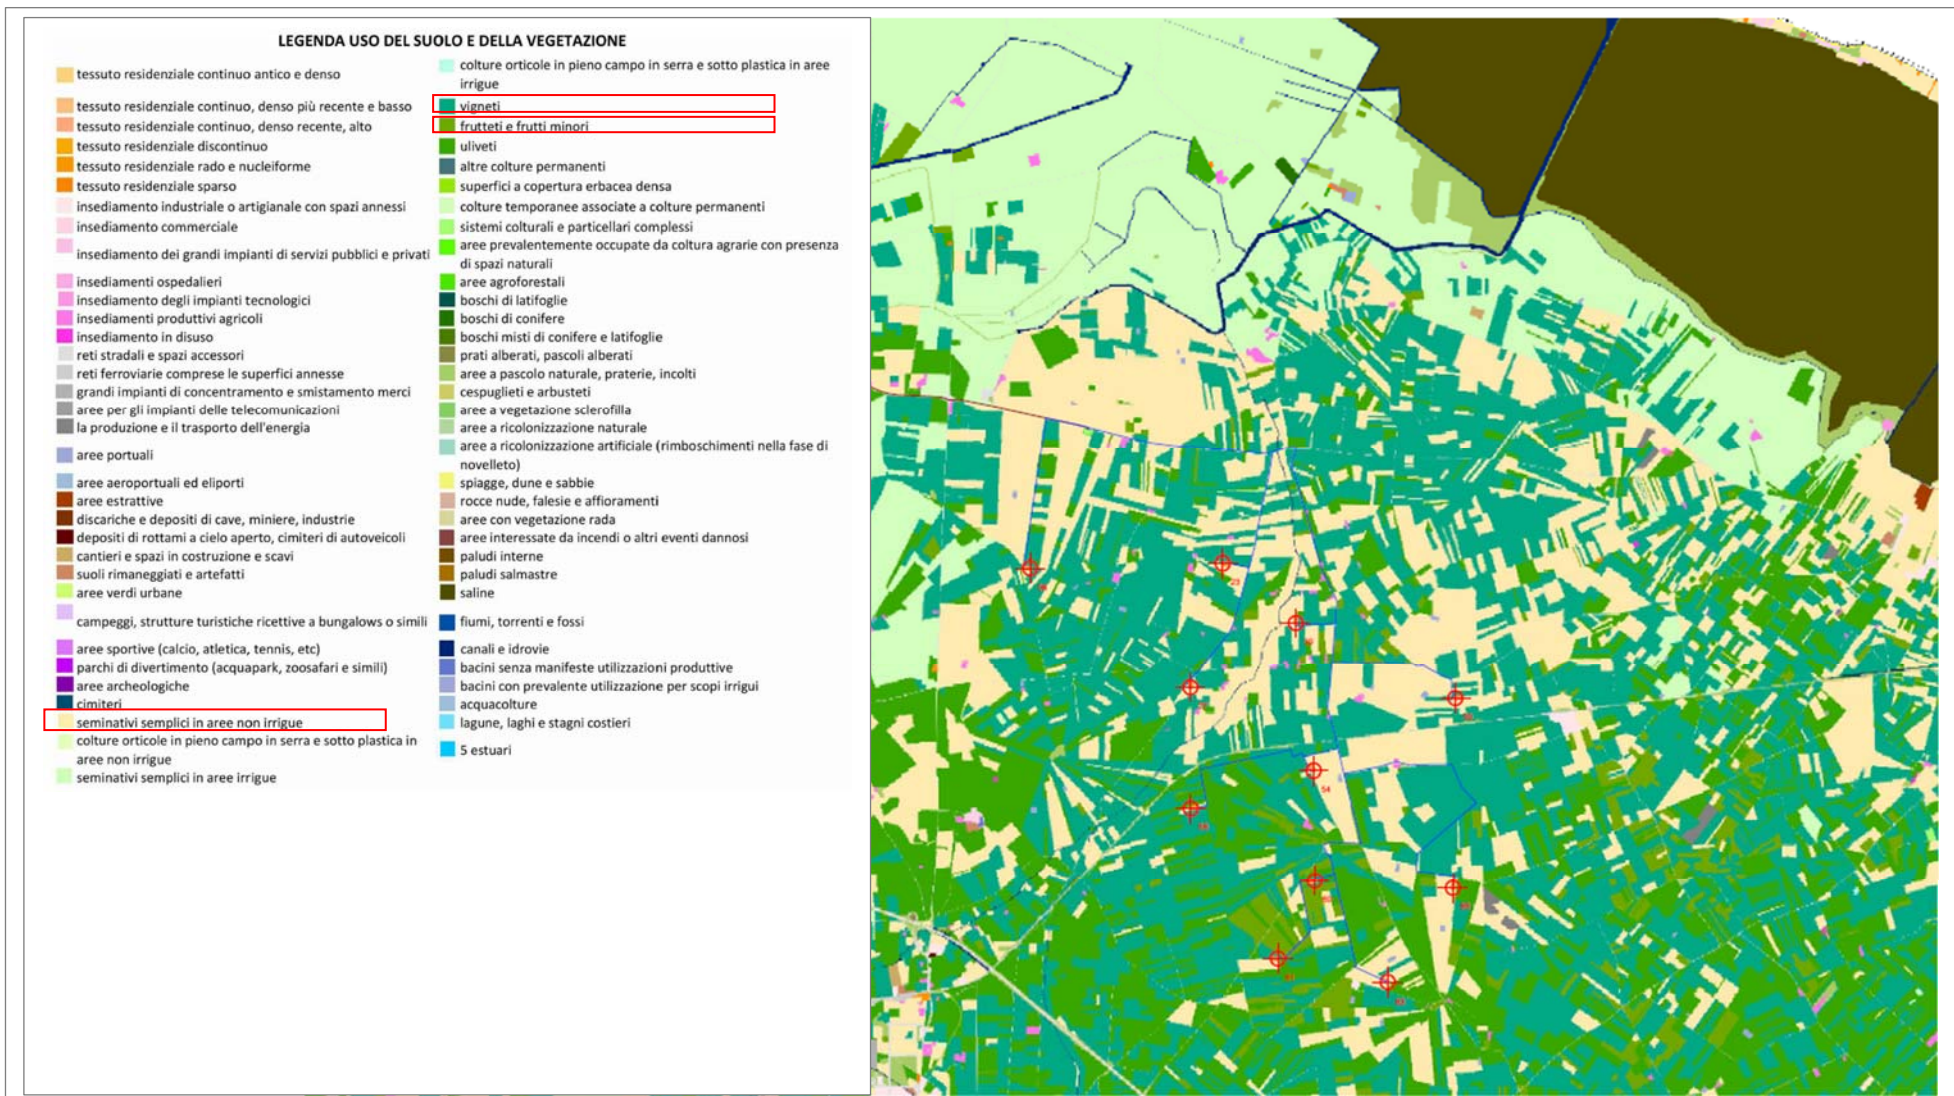 LEGENDA USO DEL SUOLO E DELLA VEGETAZIONE
tessuto residenziale continuo antico e denso
tessuto residenziale continuo, denso più recente e basso
tessuto residenziale continuo, denso recente, alto
tessuto residenziale discontinuo
tessuto residenziale rado e nucleiforme
tessuto residenziale sparso
insediamento industriale o artigianale con spazi annessi
insediamento commerciale
insediamento dei grandi impianti di servizi pubblici e privati
insediamenti ospedalieri
insediamento degli impianti tecnologici
insediamenti produttivi agricoli
insediamento in disuso
reti stradali e spazi accessori
reti ferroviarie comprese le superfici annesse
grandi impianti di concentramento e smistamento merci
aree per gli impianti delle telecomunicazioni
la produzione e il trasporto dell'energia
aree portuali
aree aeroportuali ed eliporti
aree estrattive
discariche e depositi di cave, miniere, industrie
depositi di rottami a cielo aperto, cimiteri di autoveicoli
cantieri e spazi in costruzione e scavi
suoli rimaneggiati e artefatti
aree verdi urbane
campeggi, strutture turistiche ricettive a bungalows o simili
aree sportive (calcio, atletica, tennis, etc)
parchi di divertimento (acquapark, zoosafari e simili)
aree archeologiche
cimiteri
seminativi semplici in aree non irrigue
colture orticole in pieno campo in serra e sotto plastica in
aree non irrigue
seminativi semplici in aree irrigue
colture orticole in pieno campo in serra e sotto plastica in aree
irrigue
vigneti
frutteti e frutti minori
uliveti
altre colture permanenti
superfici a copertura erbacea densa
colture temporanee associate a colture permanenti
sistemi colturali e particellari complessi
aree prevalentemente occupate da coltura agrarie con presenza
di spazi naturali
aree agroforestali
boschi di latifoglie
boschi di conifere
boschi misti di conifere e latifoglie
prati alberati, pascoli alberati
aree a pascolo naturale, praterie, incolti
cespuglieti e arbusteti
aree a vegetazione sclerofilla
aree a ricolonizzazione naturale
aree a ricolonizzazione artificiale (rimboschimenti nella fase di
novelleto)
spiagge, dune e sabbie
rocce nude, falesie e affioramenti
aree con vegetazione rada
aree interessate da incendi o altri eventi dannosi
paludi interne
paludi salmastre
saline
fiumi, torrenti e fossi
canali e idrovie
bacini senza manifeste utilizzazioni produttive
bacini con prevalente utilizzazione per scopi irrigui
acquacolture
lagune, laghi e stagni costieri
5 estuari
54